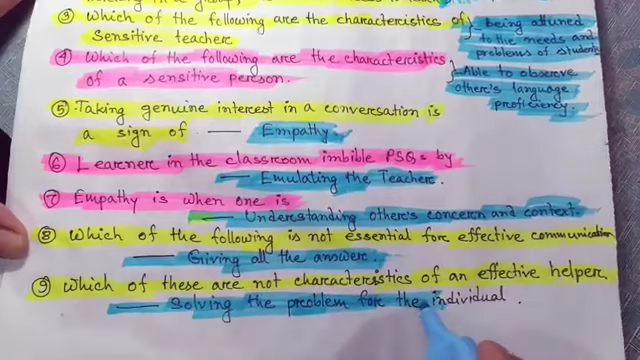 ③ Which of the following are the characteristics of
Sensitive teacher
being attuned
to the needs and
problems of students
④ Which of the following are the characteristics
of a sensitive person.
Able to observe
other's language
proficiency.
⑤ Taking genuine interest in a conversation is
a sign of — Empathy.
⑥ Learner in the classroom imbible PSQs by
— Emulating the Teacher.
⑦ Empathy is when one is
— Understanding other's concern and context.
⑧ Which of the following is not essential for effective communication
— Giving all the answer.
⑨ Which of these are not characteristics of an effective helper
— Solving the problem for the individual.